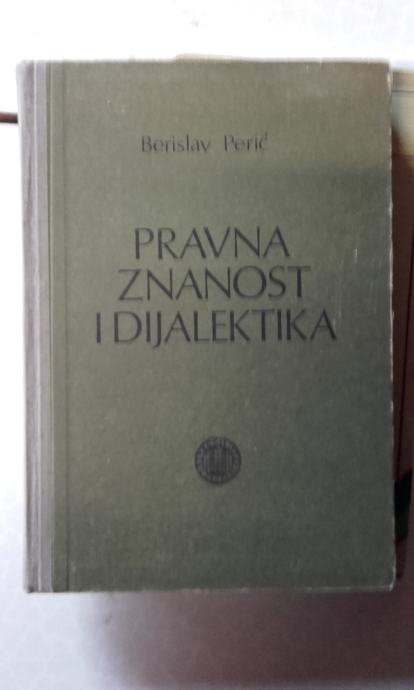 Berislav Perić
PRAVNA
ZNANOST
I DIJALEKTIKA